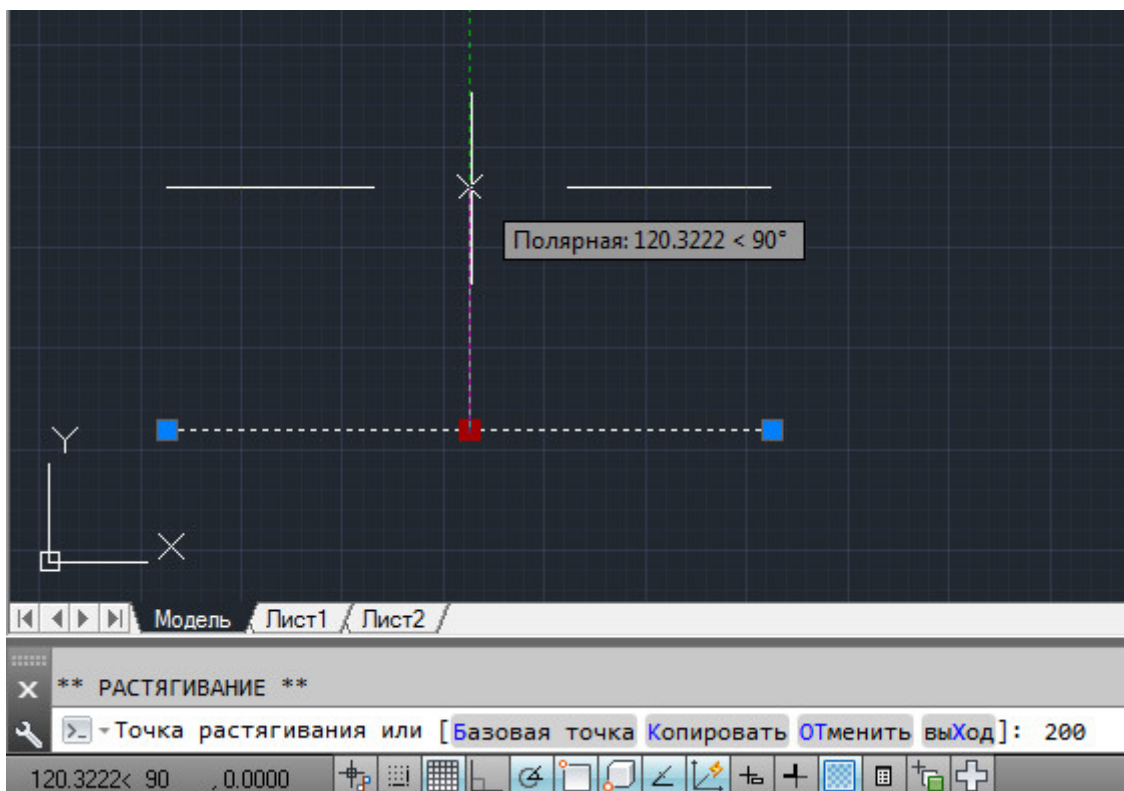 Полярная: 120.3222 < 90°
Y
X
Модель Лист1 Лист2
** РАСТЯГИВАНИЕ **
Точка растягивания или [Базовая точка Копировать ОТменить выХод]: 200
120.3222< 90 , 0.0000